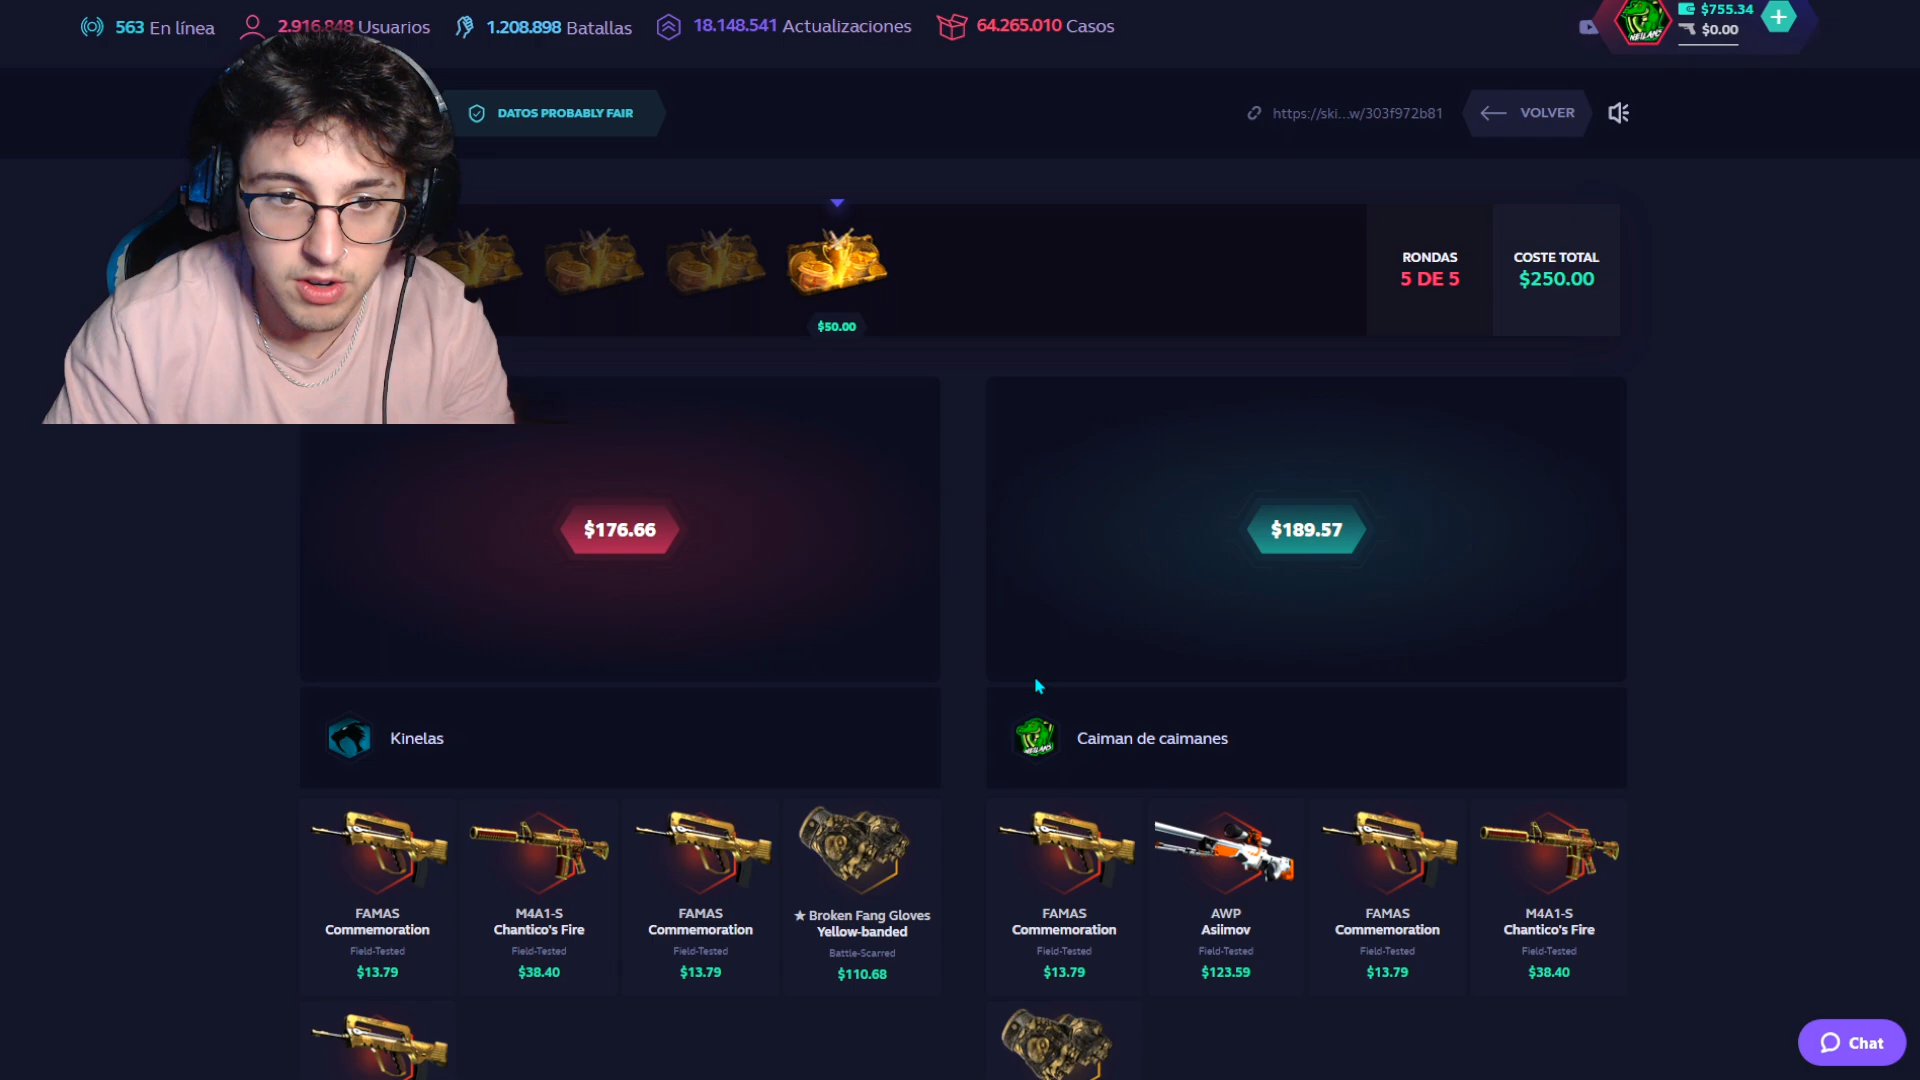 563 En línea
2.916.848 Usuarios
1.208.898 Batallas
18.148.541 Actualizaciones
64.265.010 Casos
$755.34
$0.00
NEILANS
DATOS PROBABLY FAIR
https://ski...w/303f972b81
VOLVER
$50.00
RONDAS
5 DE 5
COSTE TOTAL
$250.00
$176.66
$189.57
Kinelas
Caiman de caimanes
FAMAS
Commemoration
Field-Tested
$13.79
M4A1-S
Chantico's Fire
Field-Tested
$38.40
FAMAS
Commemoration
Field-Tested
$13.79
★ Broken Fang Gloves
Yellow-banded
Battle-Scarred
$110.68
FAMAS
Commemoration
Field-Tested
$13.79
AWP
Asiimov
Field-Tested
$123.59
FAMAS
Commemoration
Field-Tested
$13.79
M4A1-S
Chantico's Fire
Field-Tested
$38.40
Chat